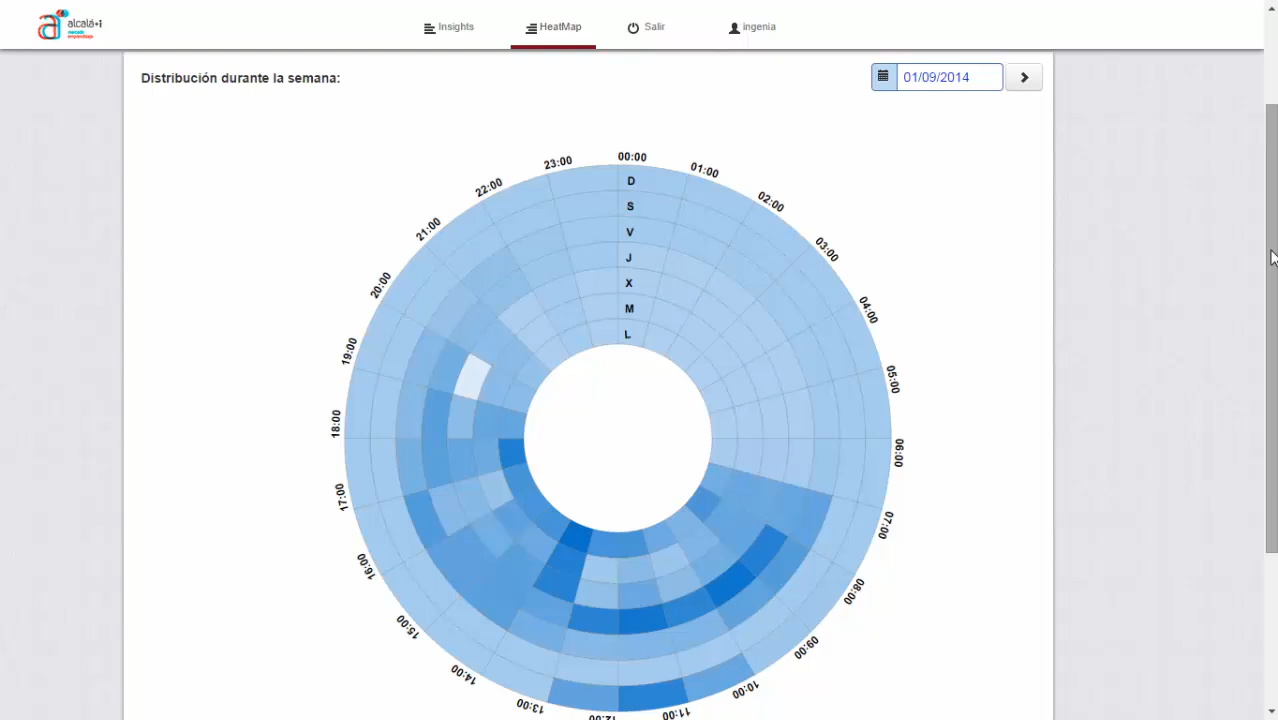 alcalá+i
mercado
emprendizaje
Insights
HeatMap
Salir
ingenia
Distribución durante la semana:
01/09/2014
00:00
01:00
02:00
03:00
04:00
05:00
06:00
07:00
08:00
09:00
10:00
11:00
12:00
13:00
14:00
15:00
16:00
17:00
18:00
19:00
20:00
21:00
22:00
23:00
D
S
V
J
X
M
L